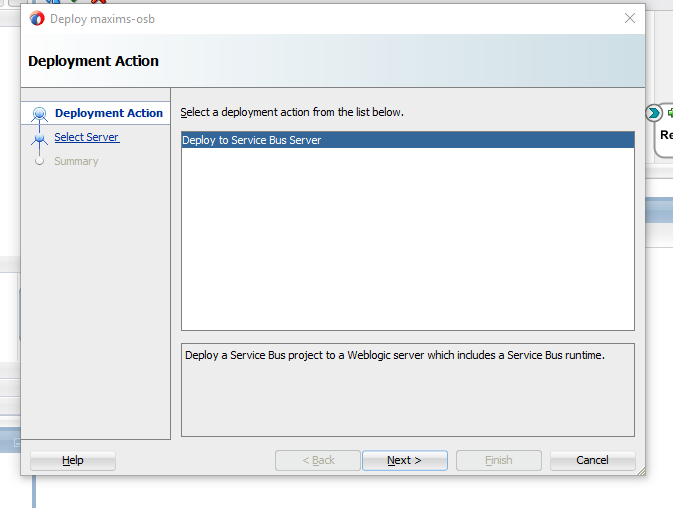 Deploy maxims-osb
Deployment Action
Deployment Action
Select Server
Summary
Select a deployment action from the list below.
Deploy to Service Bus Server
Deploy a Service Bus project to a Weblogic server which includes a Service Bus runtime.
Help
< Back
Next >
Finish
Cancel